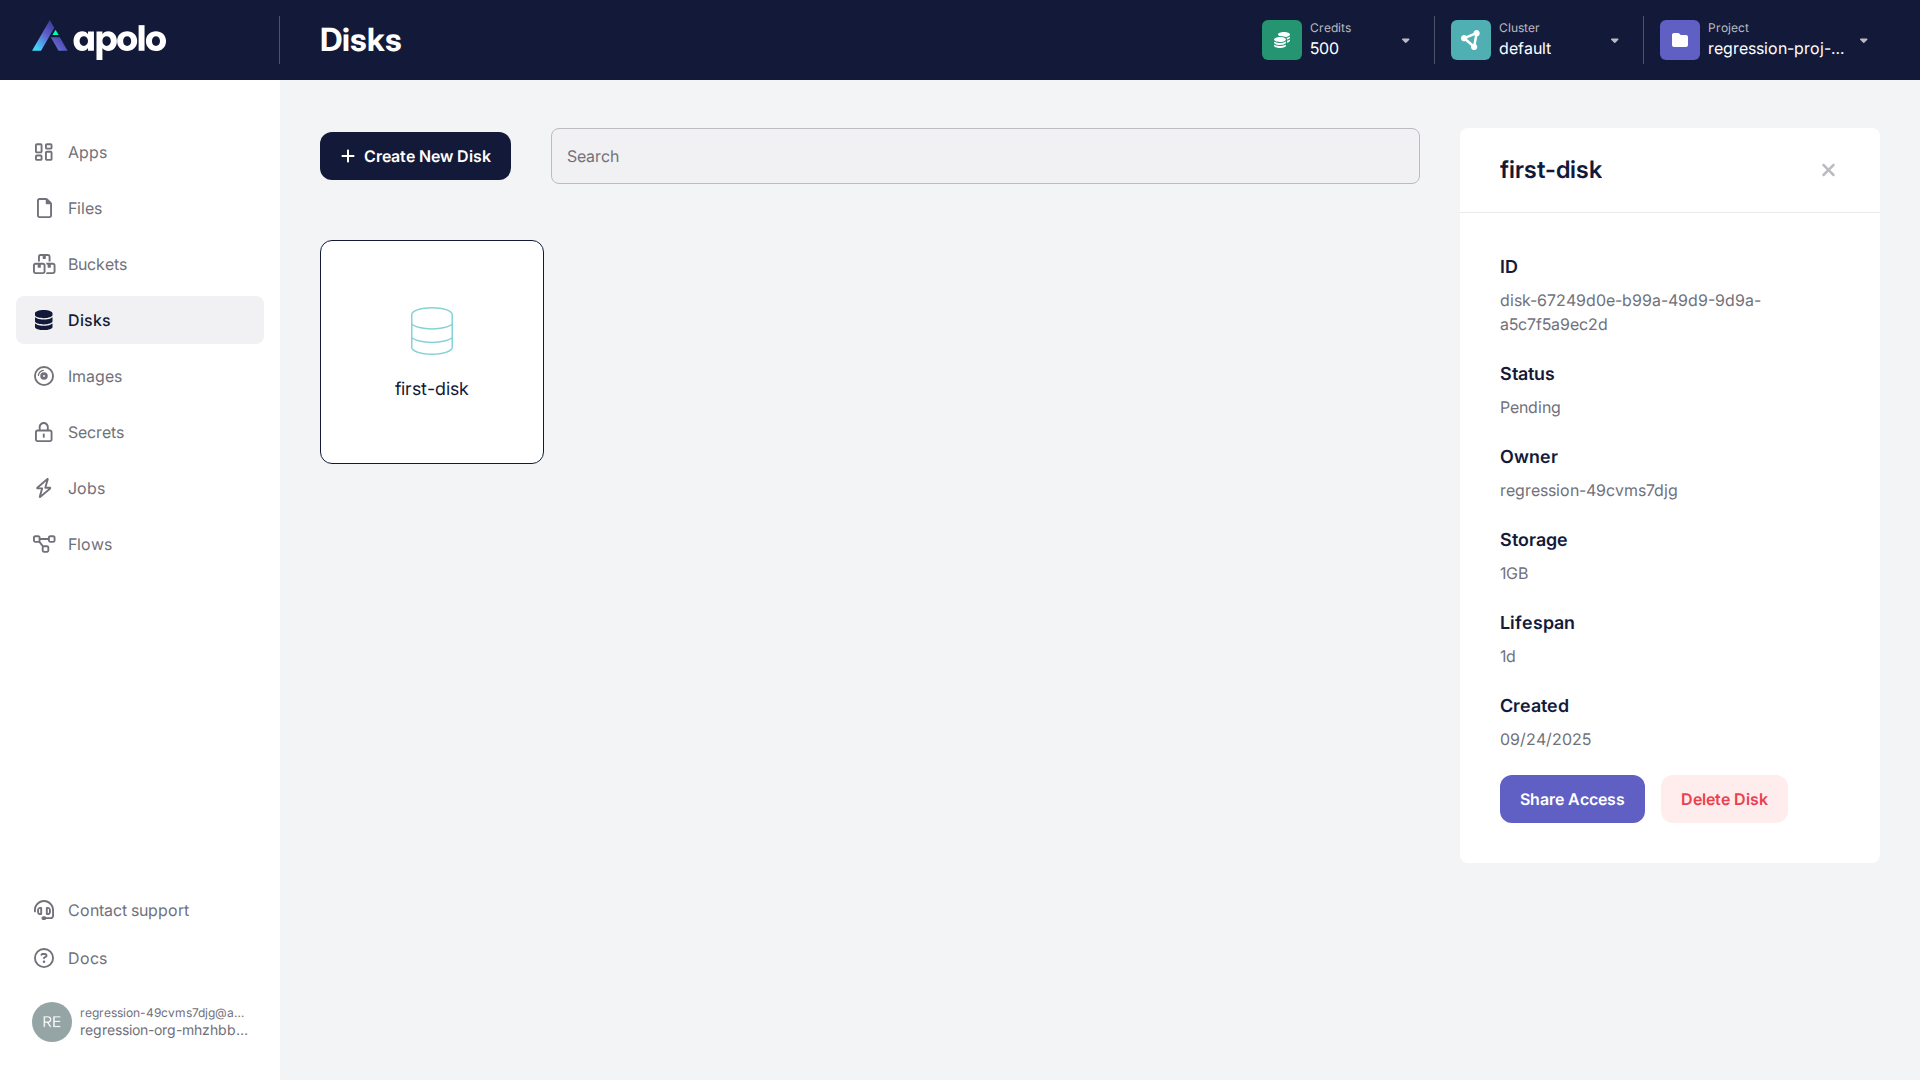 apolo
Disks
Credits
500
Cluster
default
Project
regression-proj-...
Apps
Files
Buckets
Disks
Images
Secrets
Jobs
Flows
Contact support
Docs
RE
regression-49cvms7djg@a...
regression-org-mhzhbb...
Create New Disk
Search
first-disk
first-disk
ID
disk-67249d0e-b99a-49d9-9d9a-
a5c7f5a9ec2d
Status
Pending
Owner
regression-49cvms7djg
Storage
1GB
Lifespan
1d
Created
09/24/2025
Share Access
Delete Disk